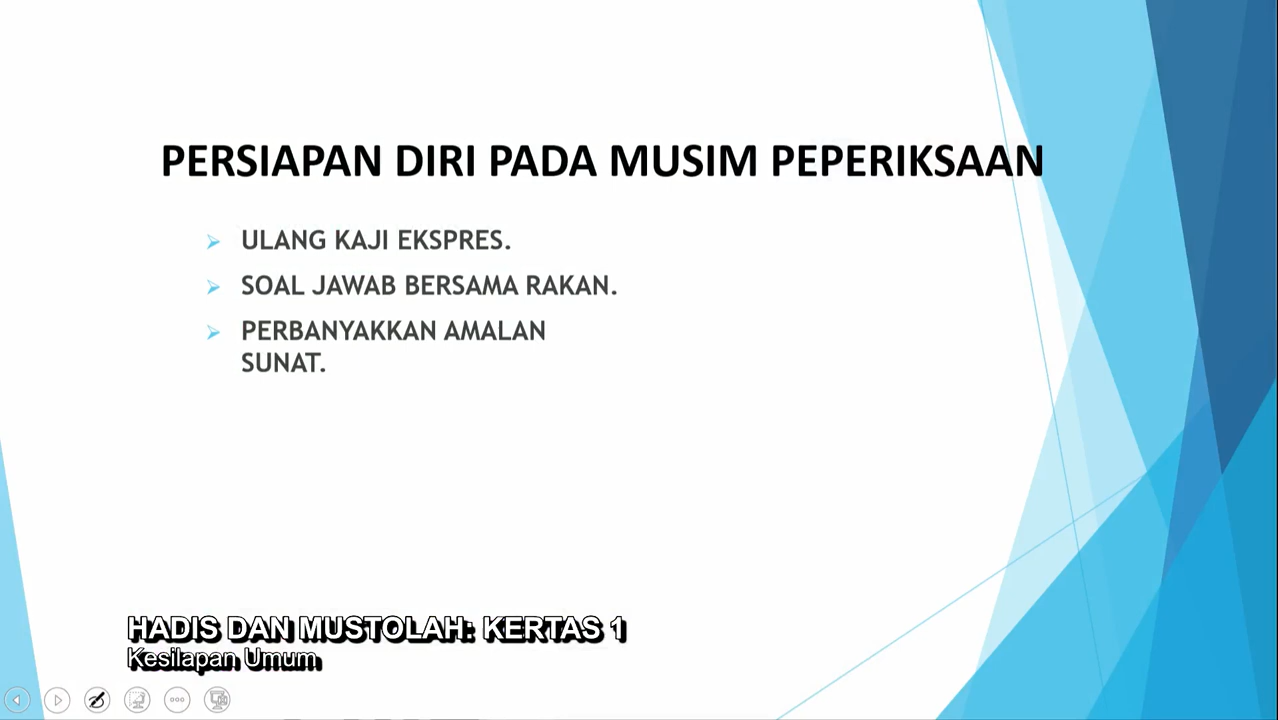 PERSIAPAN DIRI PADA MUSIM PEPERIKSAAN
ULANG KAJI EKSPRES.
SOAL JAWAB BERSAMA RAKAN.
PERBANYAKKAN AMALAN
SUNAT.
HADIS DAN MUSTOLAH: KERTAS 1
Kesilapan Umum